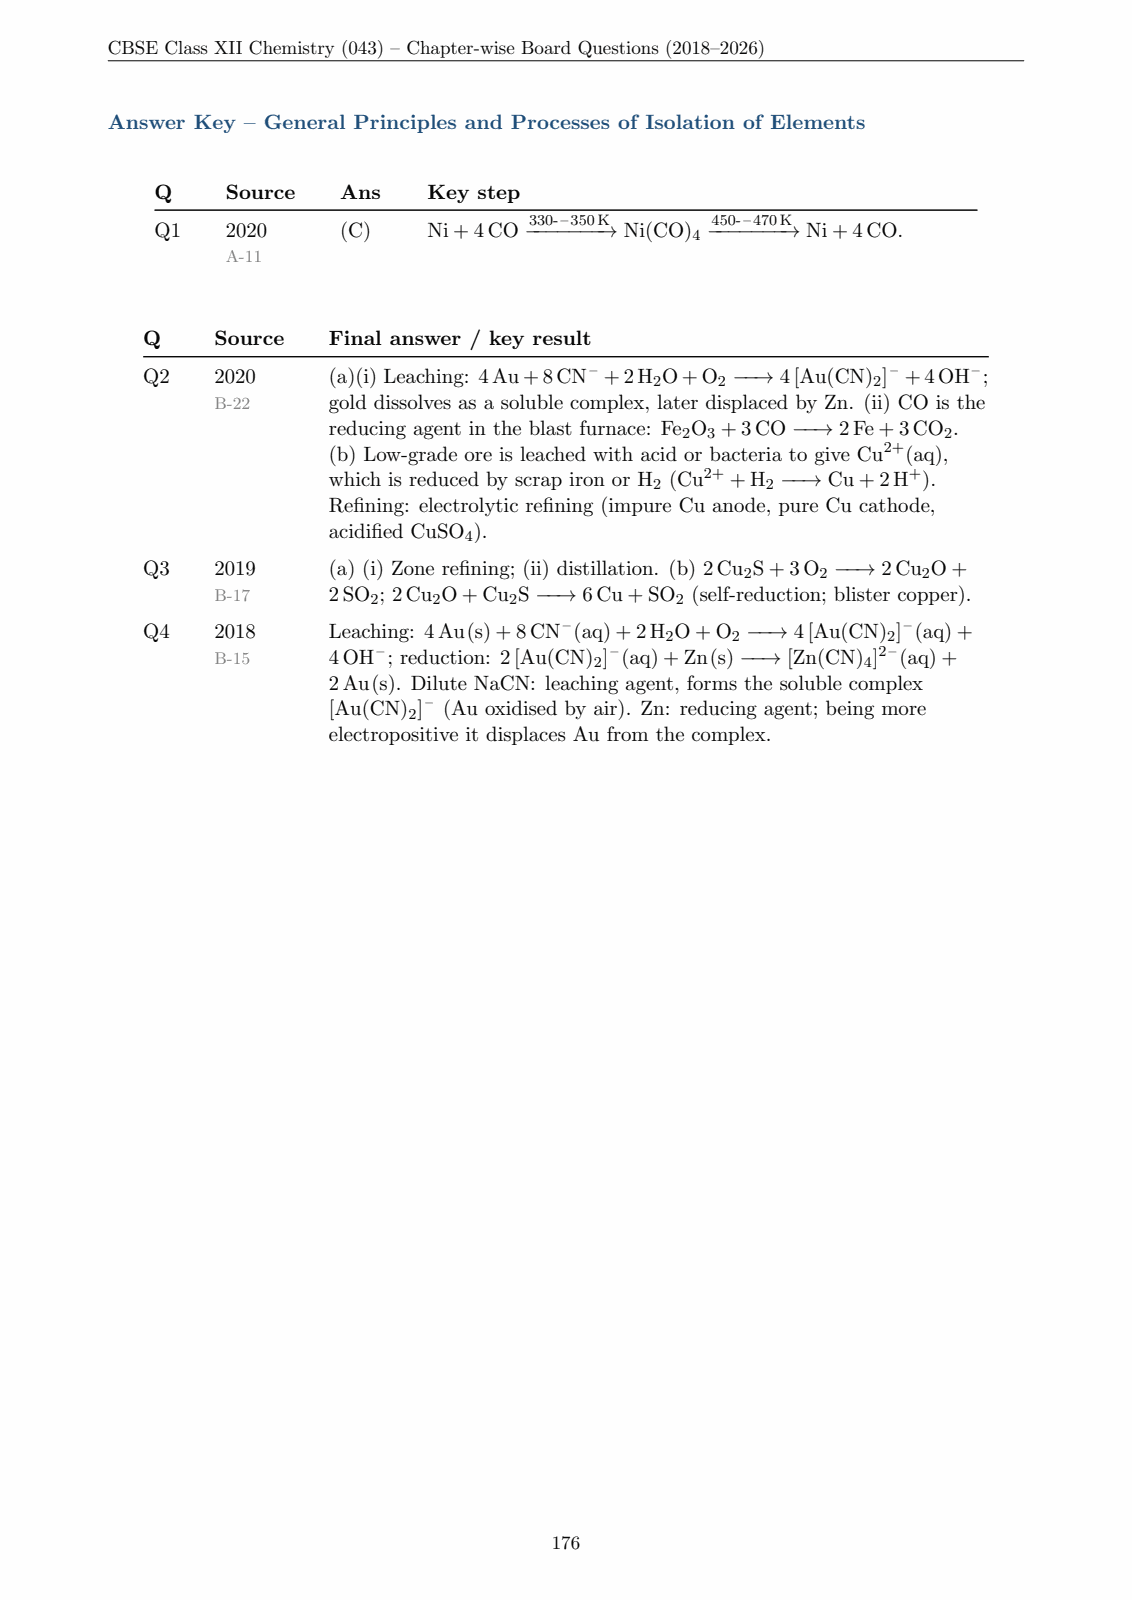 CBSE Class XII Chemistry (043) – Chapter-wise Board Questions (2018–2026)
Answer Key – General Principles and Processes of Isolation of Elements
Q Source Ans Key step
Q1 2020 (C) Ni + 4 CO —330-–350 K→ Ni(CO)₄ —450-–470 K→ Ni + 4 CO.
A-11
Q Source Final answer / key result
Q2 2020 (a)(i) Leaching: 4 Au + 8 CN⁻ + 2 H₂O + O₂ ⟶ 4 [Au(CN)₂]⁻ + 4 OH⁻;
B-22 gold dissolves as a soluble complex, later displaced by Zn. (ii) CO is the
reducing agent in the blast furnace: Fe₂O₃ + 3 CO ⟶ 2 Fe + 3 CO₂.
(b) Low-grade ore is leached with acid or bacteria to give Cu²⁺(aq),
which is reduced by scrap iron or H₂ (Cu²⁺ + H₂ ⟶ Cu + 2 H⁺).
Refining: electrolytic refining (impure Cu anode, pure Cu cathode,
acidified CuSO₄).
Q3 2019 (a) (i) Zone refining; (ii) distillation. (b) 2 Cu₂S + 3 O₂ ⟶ 2 Cu₂O +
B-17 2 SO₂; 2 Cu₂O + Cu₂S ⟶ 6 Cu + SO₂ (self-reduction; blister copper).
Q4 2018 Leaching: 4 Au(s) + 8 CN⁻(aq) + 2 H₂O + O₂ ⟶ 4 [Au(CN)₂]⁻(aq) +
B-15 4 OH⁻; reduction: 2 [Au(CN)₂]⁻(aq) + Zn(s) ⟶ [Zn(CN)₄]²⁻(aq) +
2 Au(s). Dilute NaCN: leaching agent, forms the soluble complex
[Au(CN)₂]⁻ (Au oxidised by air). Zn: reducing agent; being more
electropositive it displaces Au from the complex.
176